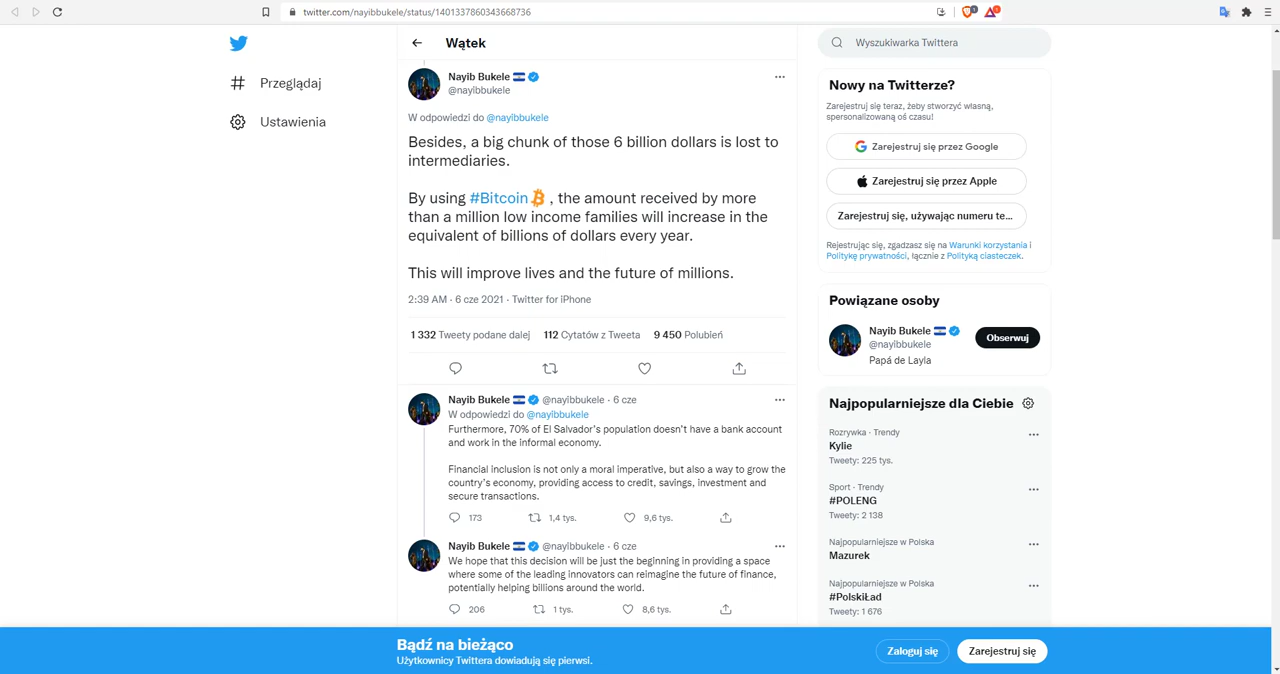 twitter.com/nayibbukele/status/1401337860343668736
Wątek
Wyszukiwarka Twittera
Przeglądaj
Ustawienia
Nayib Bukele
@nayibbukele
W odpowiedzi do @nayibbukele
Besides, a big chunk of those 6 billion dollars is lost to
intermediaries.
By using #Bitcoin , the amount received by more
than a million low income families will increase in the
equivalent of billions of dollars every year.
This will improve lives and the future of millions.
2:39 AM · 6 cze 2021 · Twitter for iPhone
1 332 Tweety podane dalej 112 Cytatów z Tweeta 9 450 Polubień
Nayib Bukele @nayibbukele · 6 cze
W odpowiedzi do @nayibbukele
Furthermore, 70% of El Salvador's population doesn't have a bank account
and work in the informal economy.
Financial inclusion is not only a moral imperative, but also a way to grow the
country's economy, providing access to credit, savings, investment and
secure transactions.
173 1,4 tys. 9,6 tys.
Nayib Bukele @nayibbukele · 6 cze
We hope that this decision will be just the beginning in providing a space
where some of the leading innovators can reimagine the future of finance,
potentially helping billions around the world.
206 1 tys. 8,6 tys.
Nowy na Twitterze?
Zarejestruj się teraz, żeby stworzyć własną,
spersonalizowaną oś czasu!
Zarejestruj się przez Google
Zarejestruj się przez Apple
Zarejestruj się, używając numeru te...
Rejestrując się, zgadzasz się na Warunki korzystania i
Politykę prywatności, łącznie z Polityką ciasteczek.
Powiązane osoby
Nayib Bukele
@nayibbukele
Papá de Layla
Obserwuj
Najpopularniejsze dla Ciebie
Rozrywka · Trendy
Kylie
Tweety: 225 tys.
Sport · Trendy
#POLENG
Tweety: 2 138
Najpopularniejsze w Polska
Mazurek
Najpopularniejsze w Polska
#PolskiŁad
Tweety: 1 676
Bądź na bieżąco
Użytkownicy Twittera dowiadują się pierwsi.
Zaloguj się
Zarejestruj się